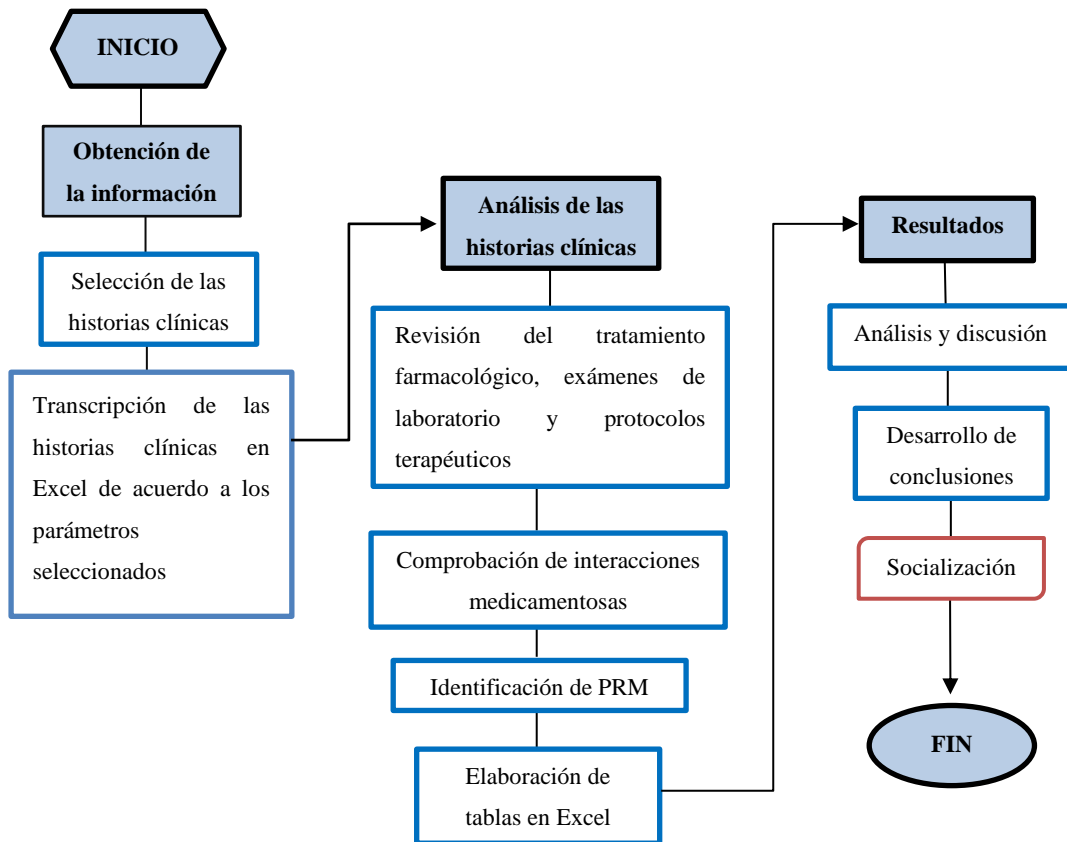 INICIO
Obtención de
la información
Selección de las
historias clínicas
Transcripción de las
historias clínicas en
Excel de acuerdo a los
parámetros
seleccionados
Análisis de las
historias clínicas
Revisión del tratamiento
farmacológico, exámenes de
laboratorio y protocolos
terapéuticos
Comprobación de interacciones
medicamentosas
Identificación de PRM
Elaboración de
tablas en Excel
Resultados
Análisis y discusión
Desarrollo de
conclusiones
Socialización
FIN